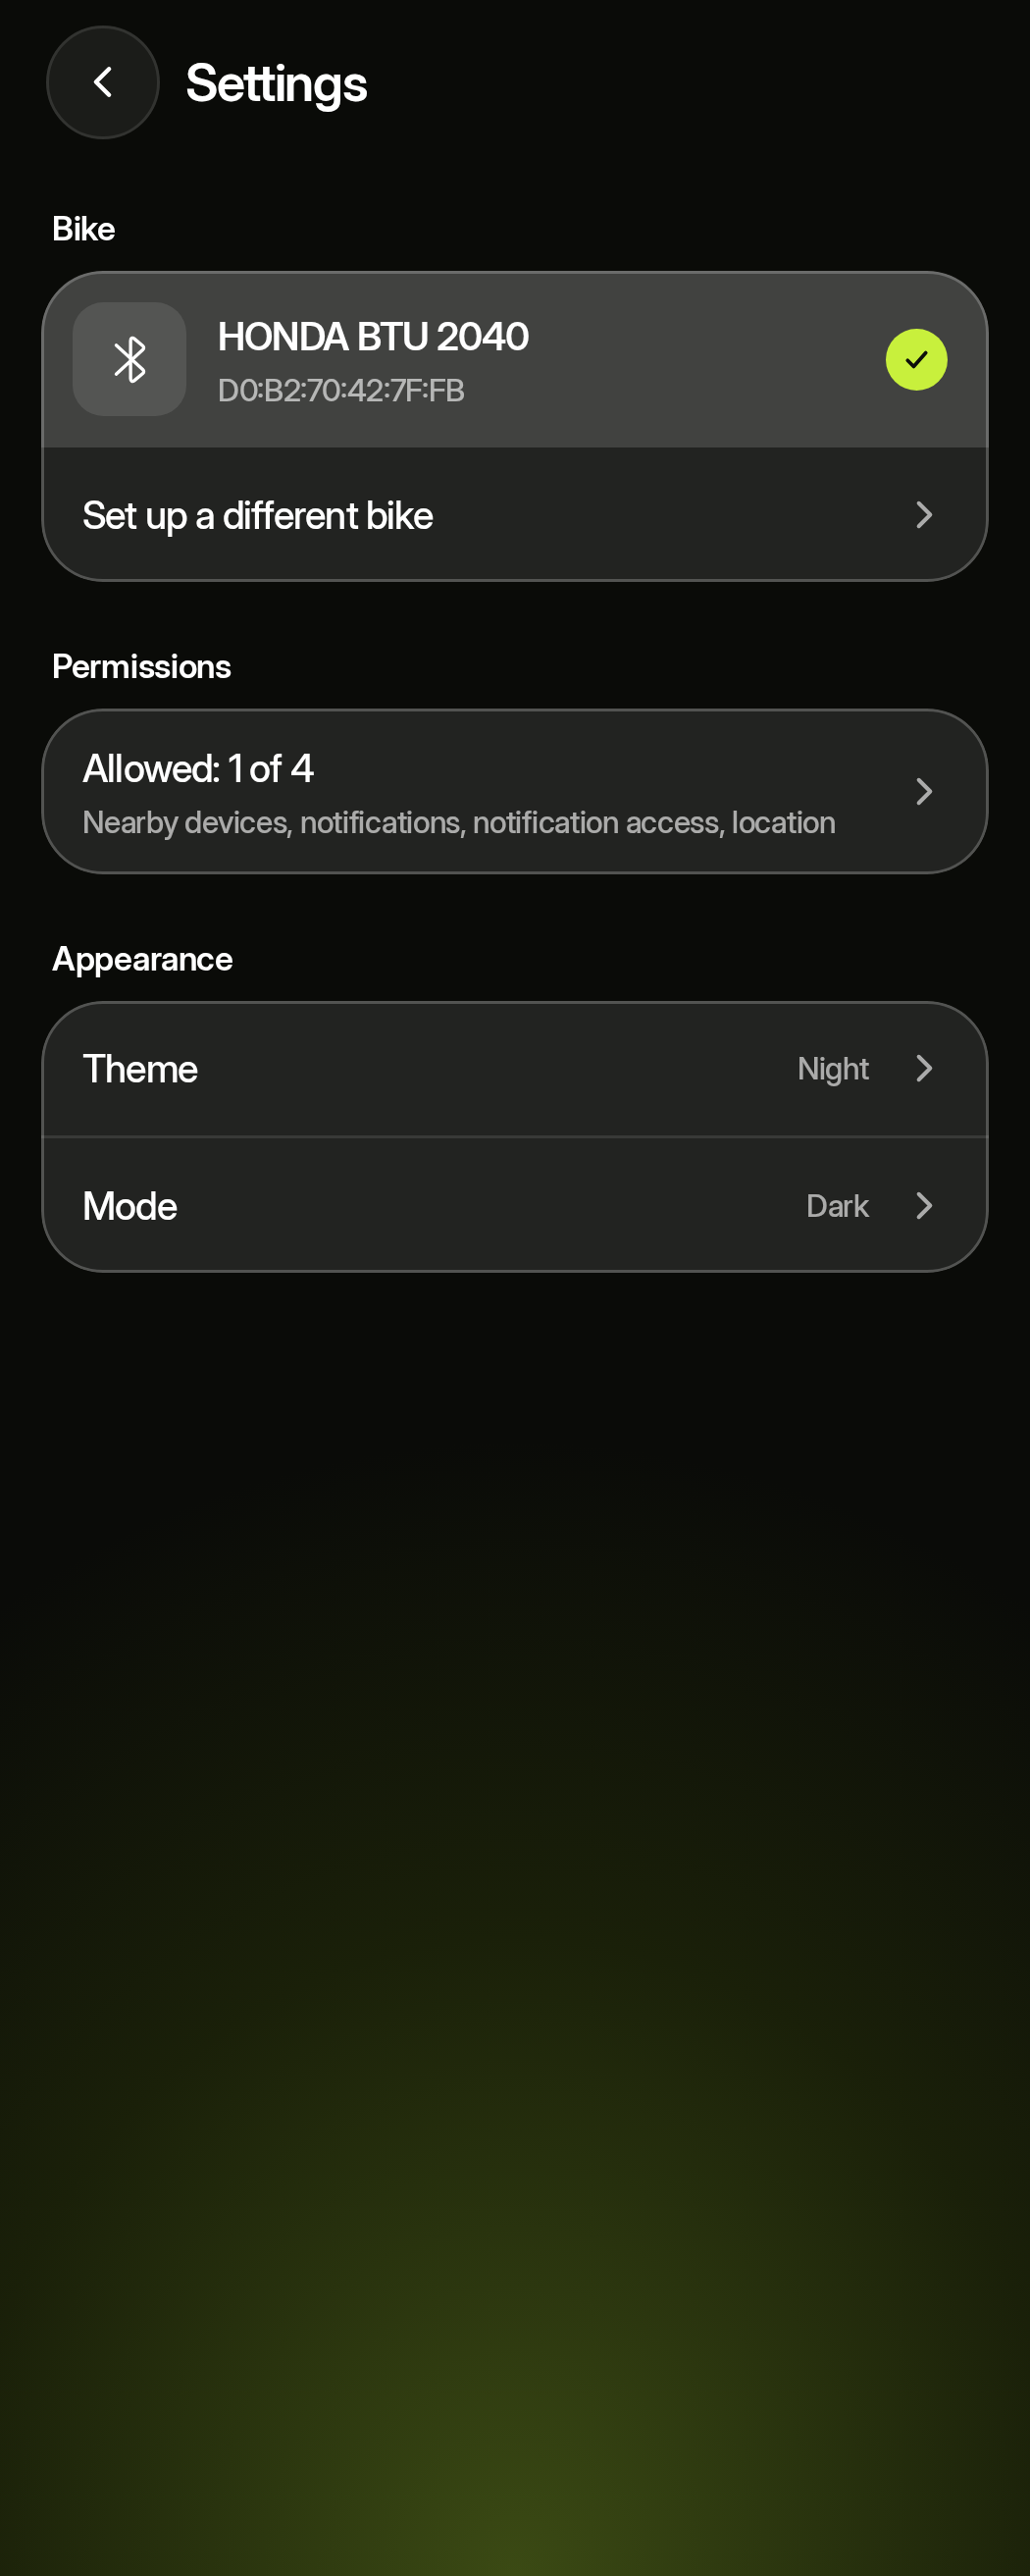 Settings
Bike
HONDA BTU 2040
D0:B2:70:42:7F:FB
Set up a different bike
Permissions
Allowed: 1 of 4
Nearby devices, notifications, notification access, location
Appearance
Theme
Night
Mode
Dark